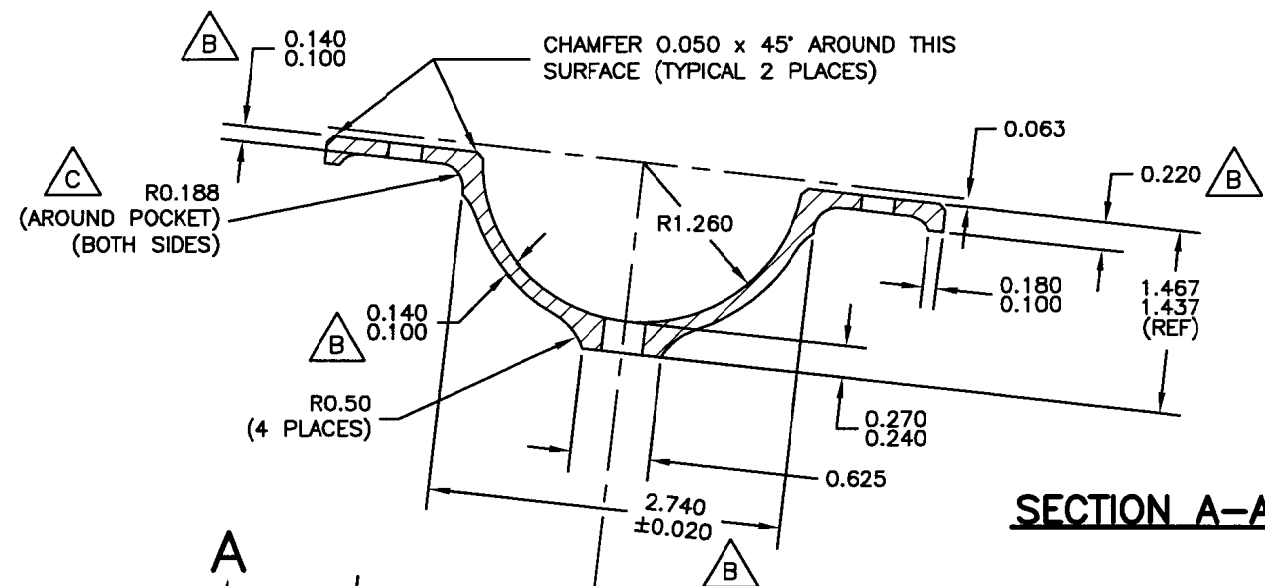 B
0.140
0.100
CHAMFER 0.050 x 45° AROUND THIS
SURFACE (TYPICAL 2 PLACES)
0.063
0.220
B
C
R0.188
(AROUND POCKET)
(BOTH SIDES)
R1.260
0.180
0.100
1.467
1.437
(REF)
0.140
0.100
B
R0.50
(4 PLACES)
0.270
0.240
0.625
2.740
±0.020
B
SECTION A-A
A